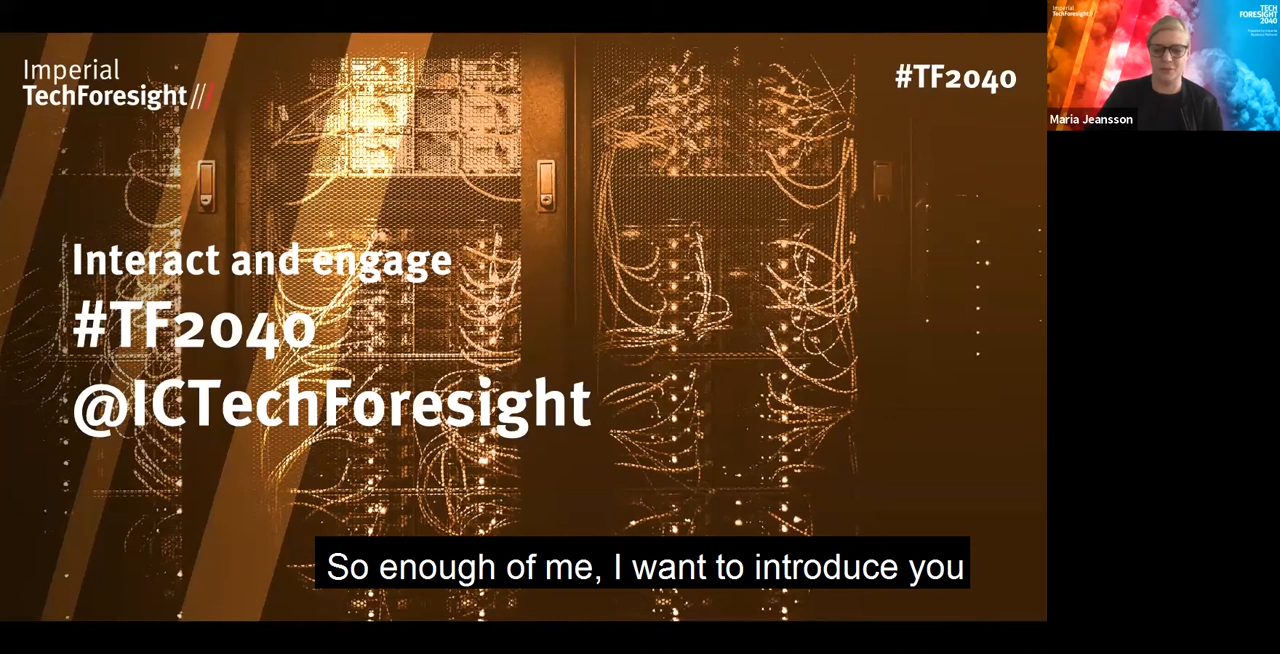 Imperial
TechForesight///
#TF2040
Interact and engage
#TF2040
@ICTechForesight
So enough of me, I want to introduce you
Imperial
TechForesight//
TECH
FORESIGHT
2040
Maria Jeansson